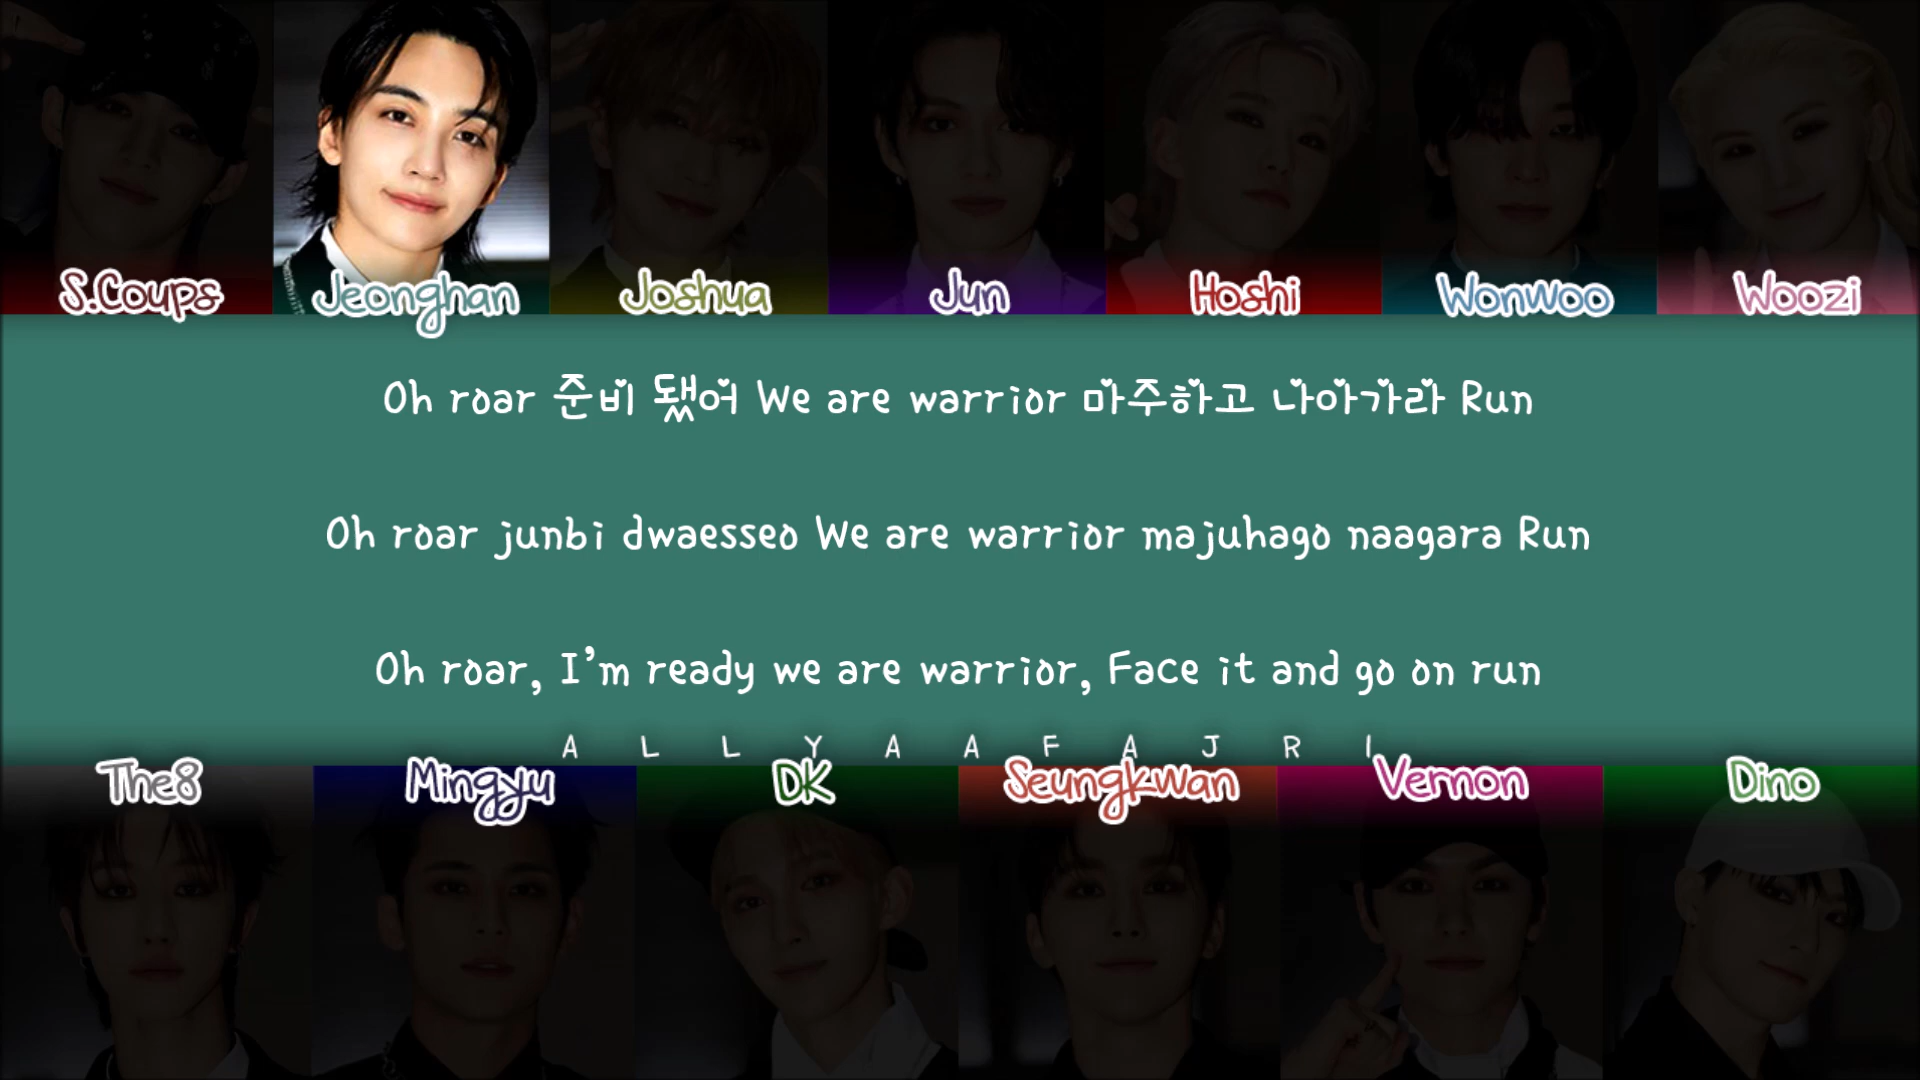 S.Coups Jeonghan Joshua Jun Hoshi Wonwoo Woozi
Oh roar 준비 됐어 We are warrior 마주하고 나아가라 Run
Oh roar junbi dwaesseo We are warrior majuhago naagara Run
Oh roar, I'm ready we are warrior, Face it and go on run
A L L Y A A F A J R I
The8 Mingyu DK Seungkwan Vernon Dino